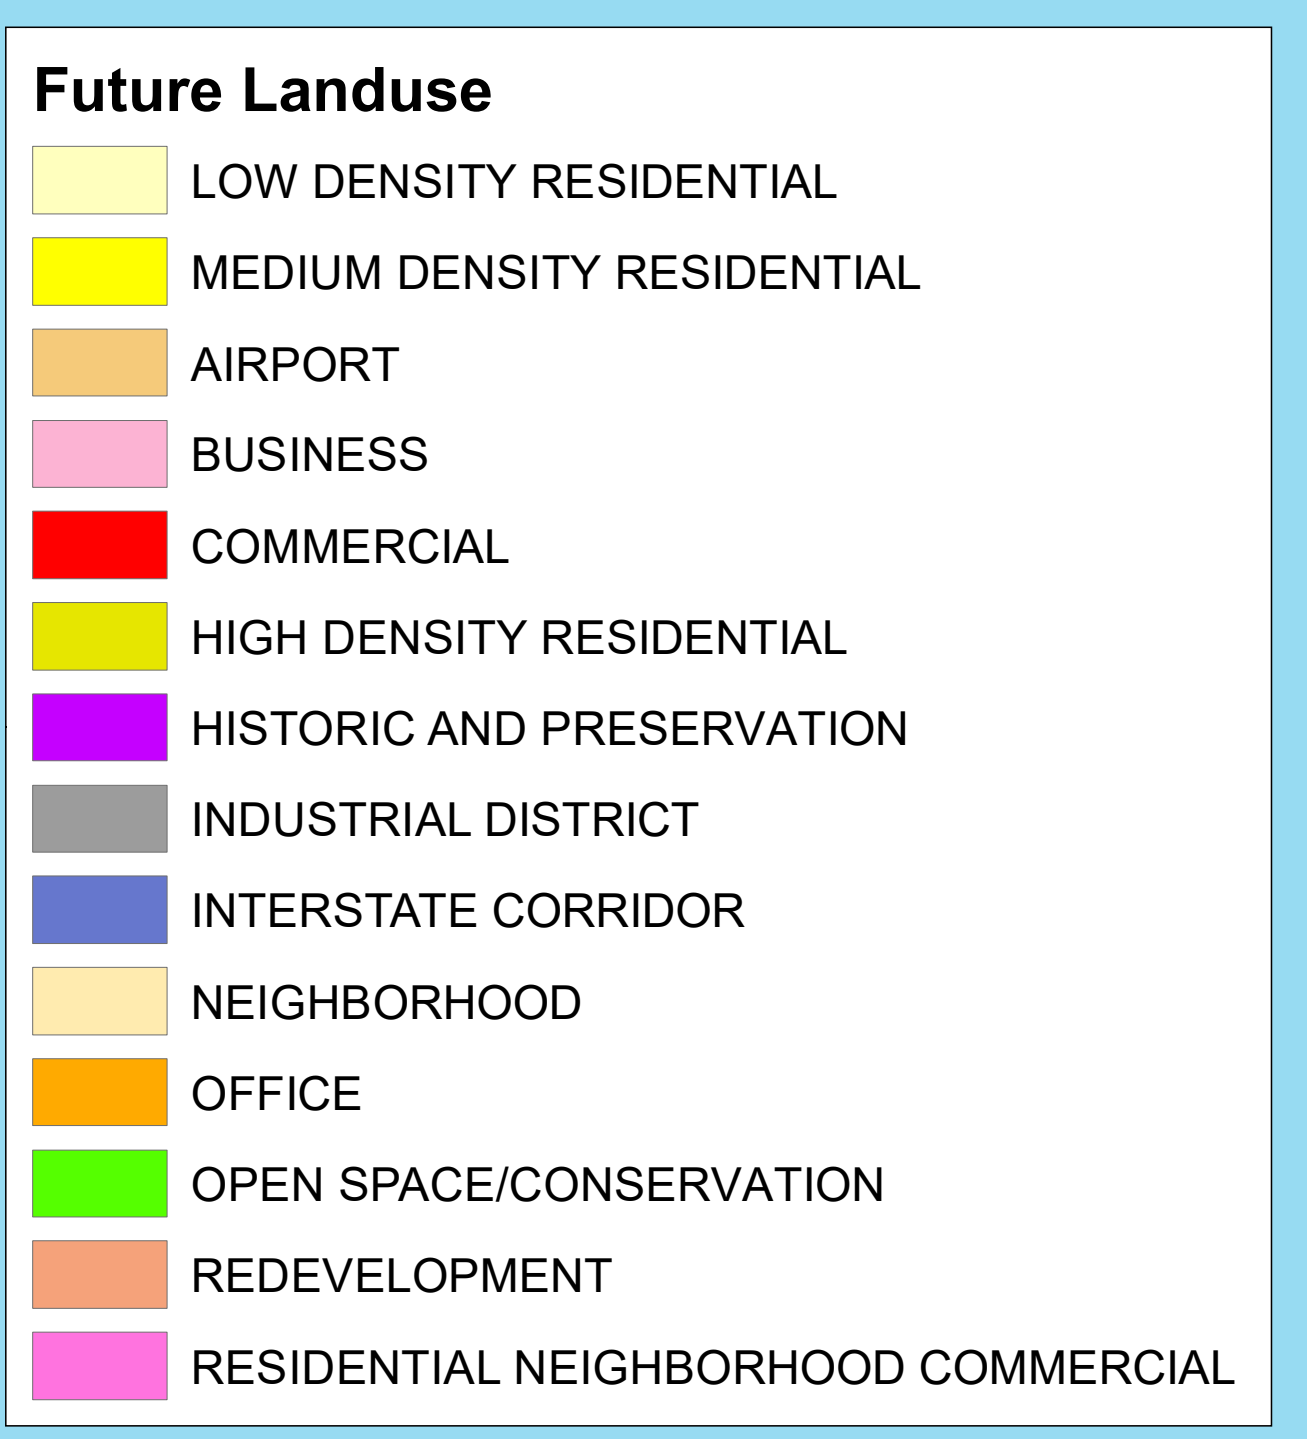 Future Landuse
LOW DENSITY RESIDENTIAL
MEDIUM DENSITY RESIDENTIAL
AIRPORT
BUSINESS
COMMERCIAL
HIGH DENSITY RESIDENTIAL
HISTORIC AND PRESERVATION
INDUSTRIAL DISTRICT
INTERSTATE CORRIDOR
NEIGHBORHOOD
OFFICE
OPEN SPACE/CONSERVATION
REDEVELOPMENT
RESIDENTIAL NEIGHBORHOOD COMMERCIAL